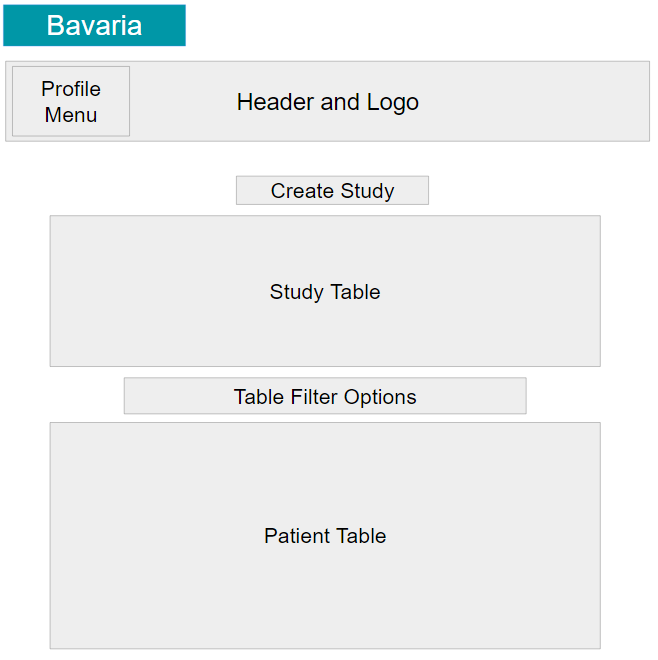 Bavaria
Profile
Menu
Header and Logo
Create Study
Study Table
Table Filter Options
Patient Table